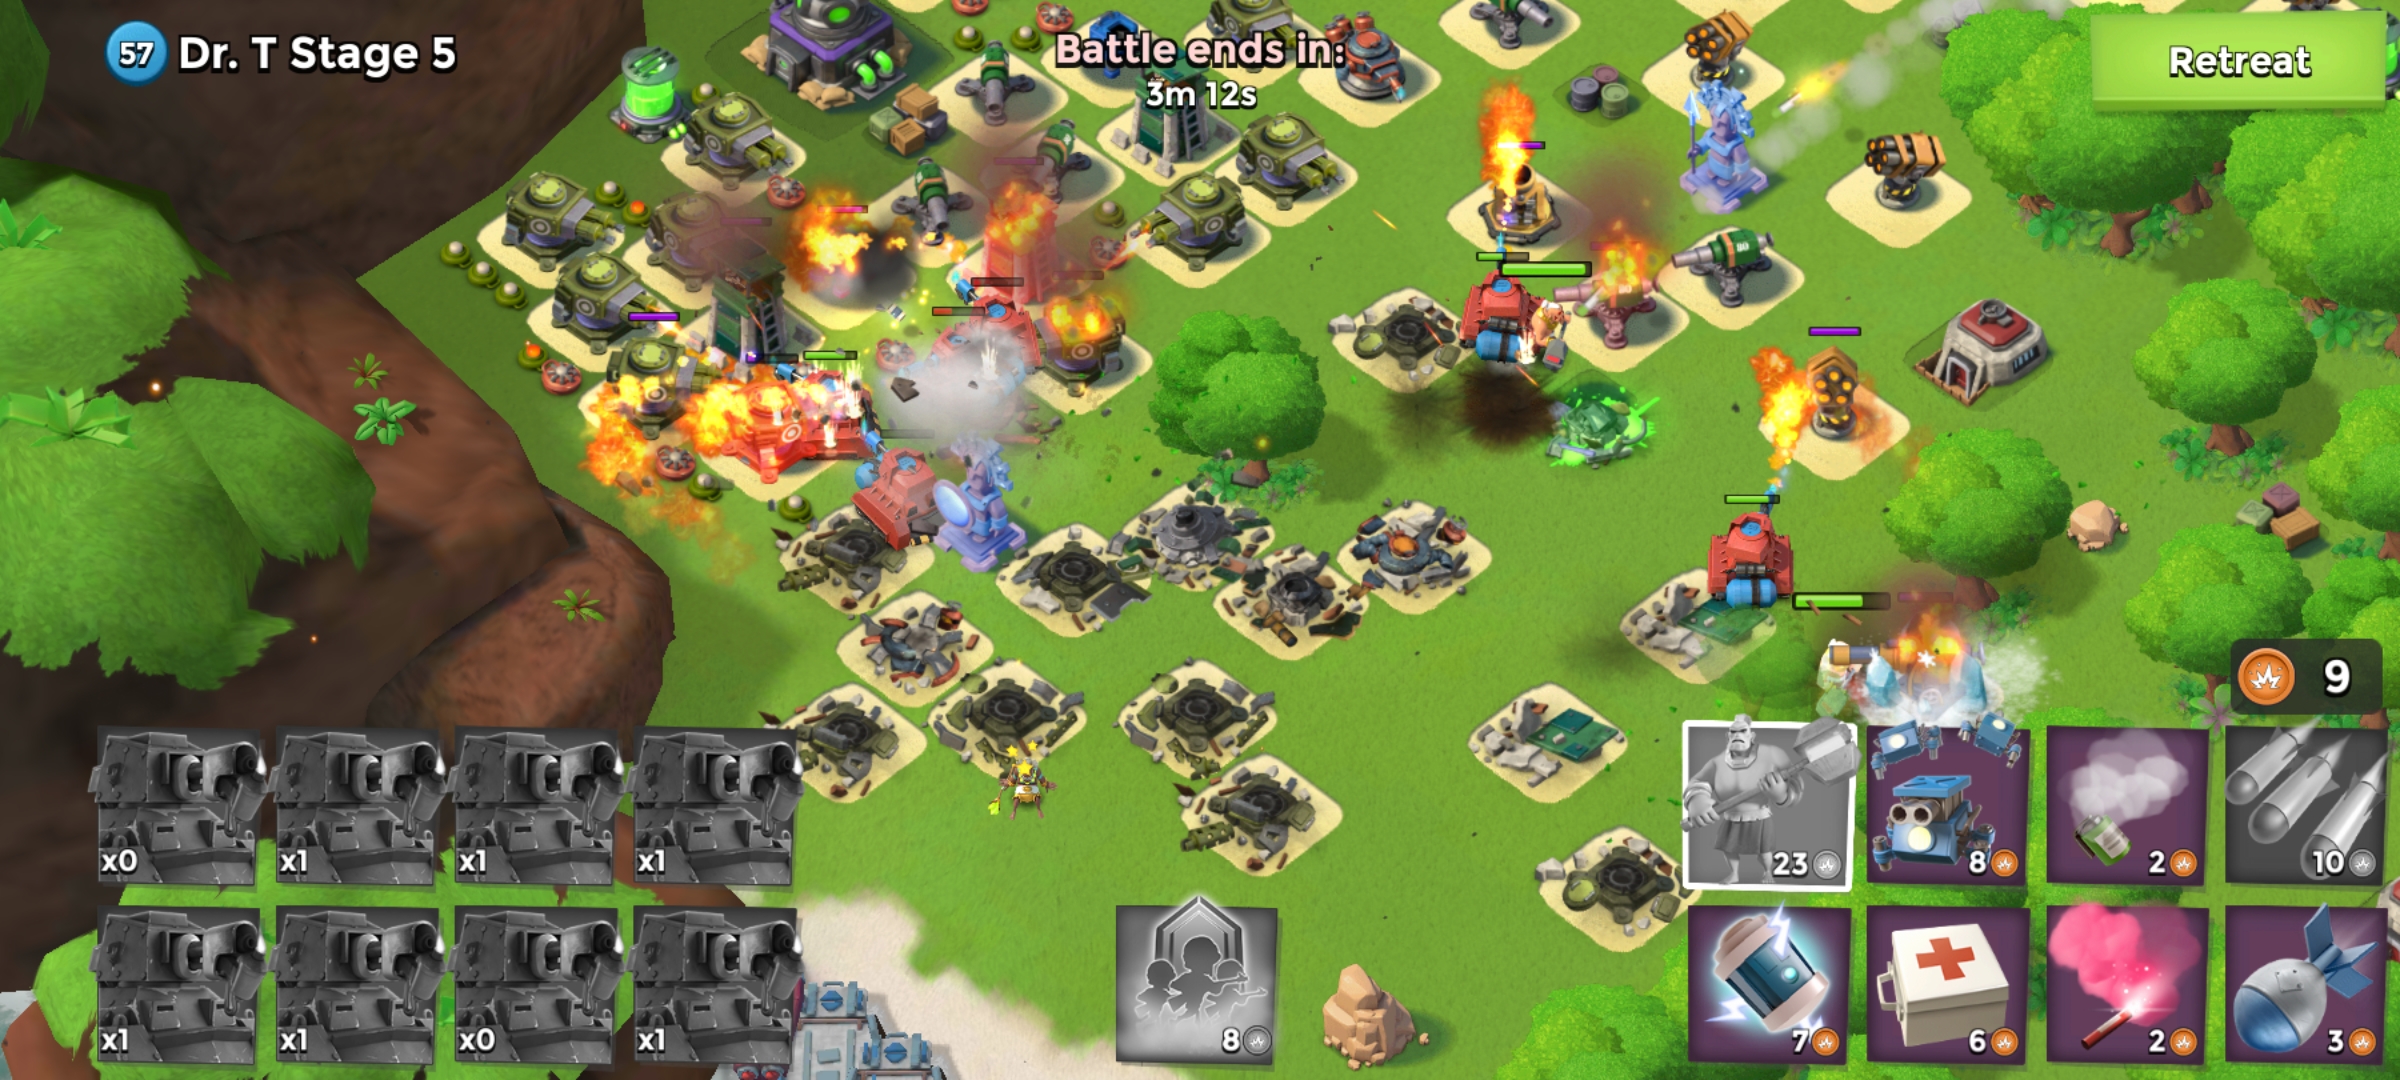 57 Dr. T Stage 5
Battle ends in:
3m 12s
Retreat
9
x0
x1
x1
x1
23
8
2
10
x1
x1
x0
x1
8
7
6
2
3